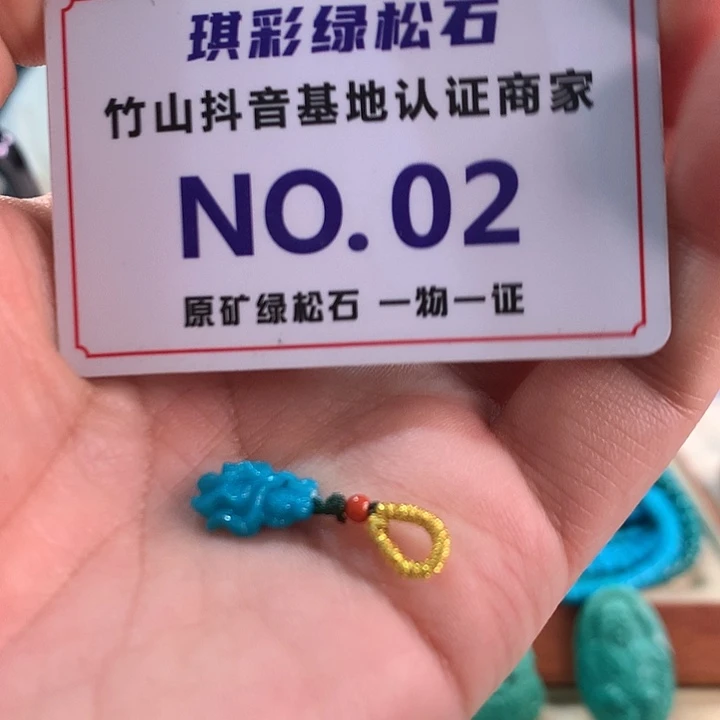 琪彩绿松石
竹山抖音基地认证商家
NO.02
原矿绿松石 一物一证